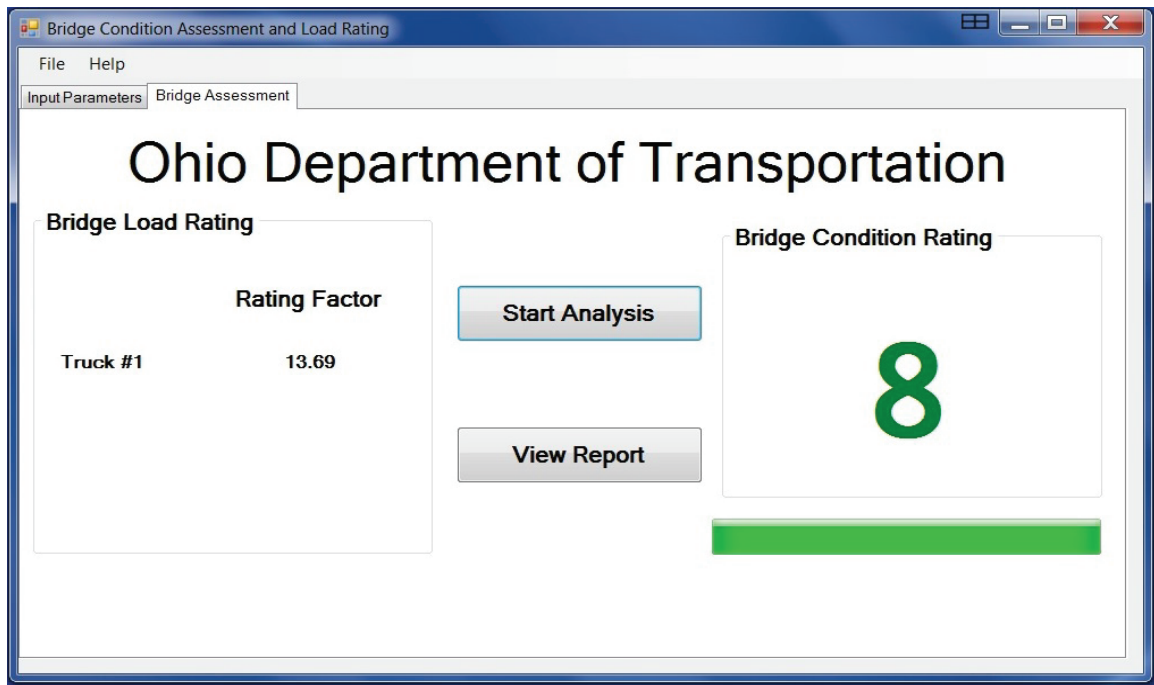 Bridge Condition Assessment and Load Rating
X
File Help
Input Parameters Bridge Assessment
Ohio Department of Transportation
Bridge Load Rating
Rating Factor
Truck #1 13.69
Start Analysis
View Report
Bridge Condition Rating
8